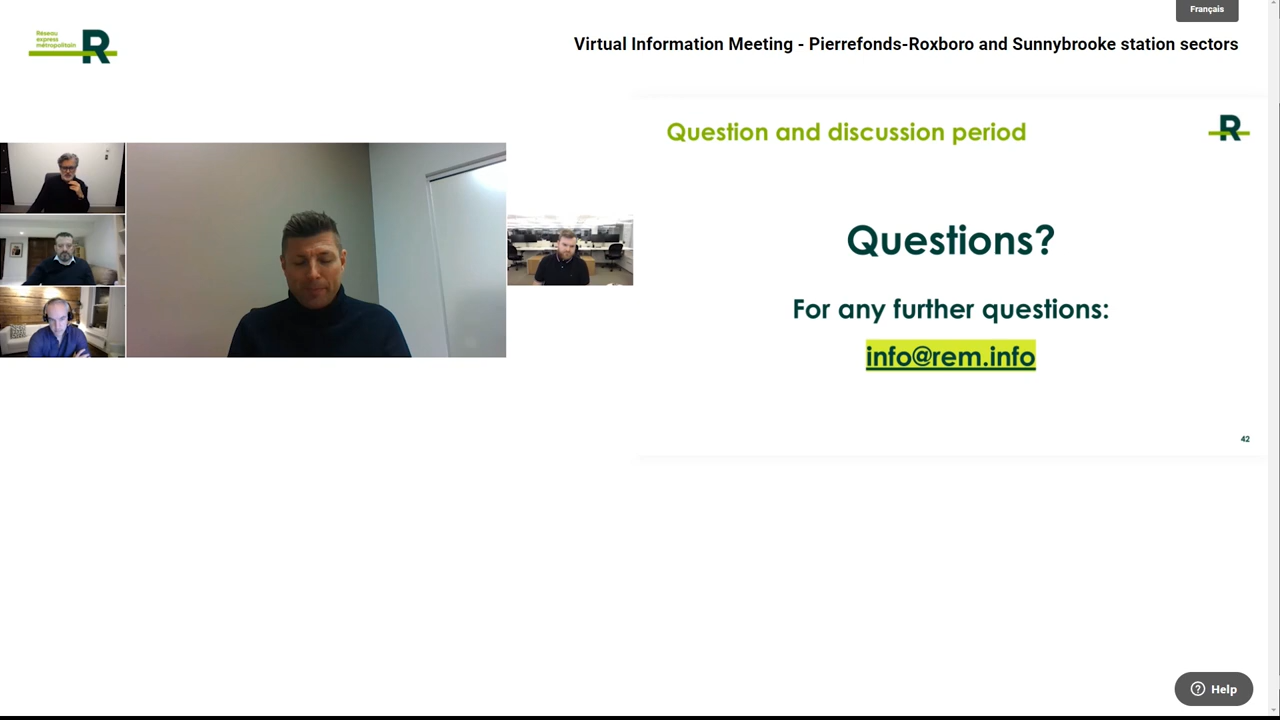 Français
Réseau
express
métropolitain
R
Virtual Information Meeting - Pierrefonds-Roxboro and Sunnybrooke station sectors
Question and discussion period
R
Questions?
For any further questions:
info@rem.info
42
Help